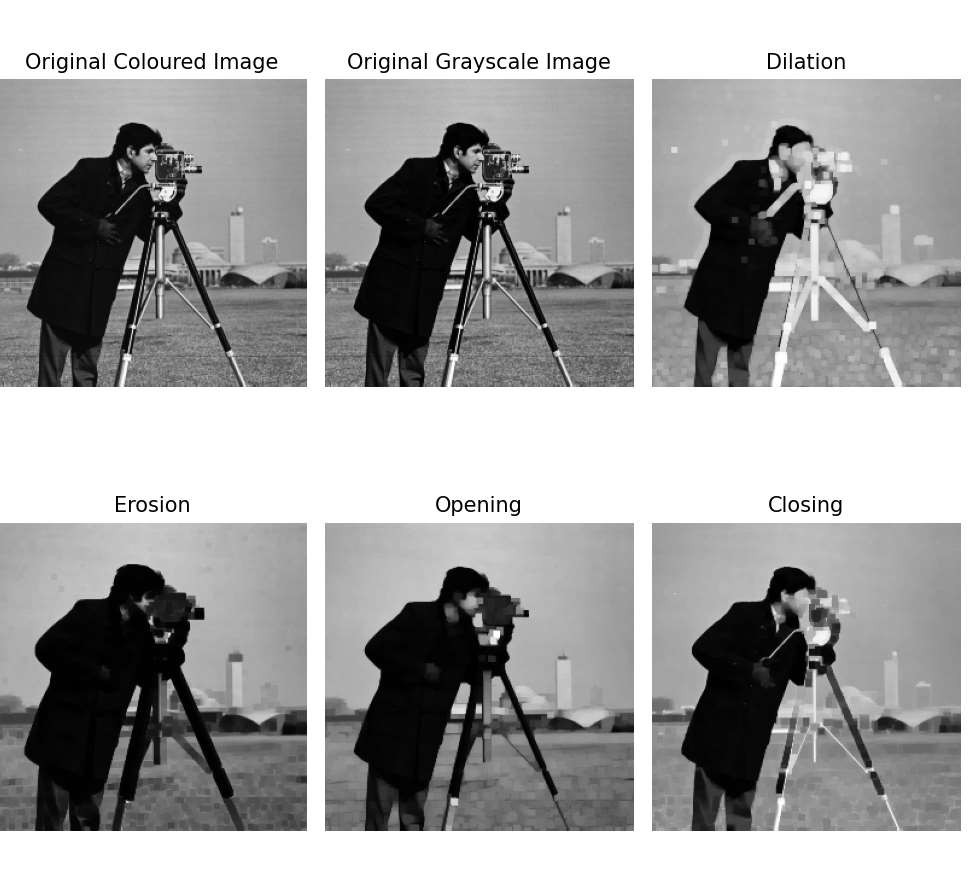 Original Coloured Image
Original Grayscale Image
Dilation
Erosion
Opening
Closing